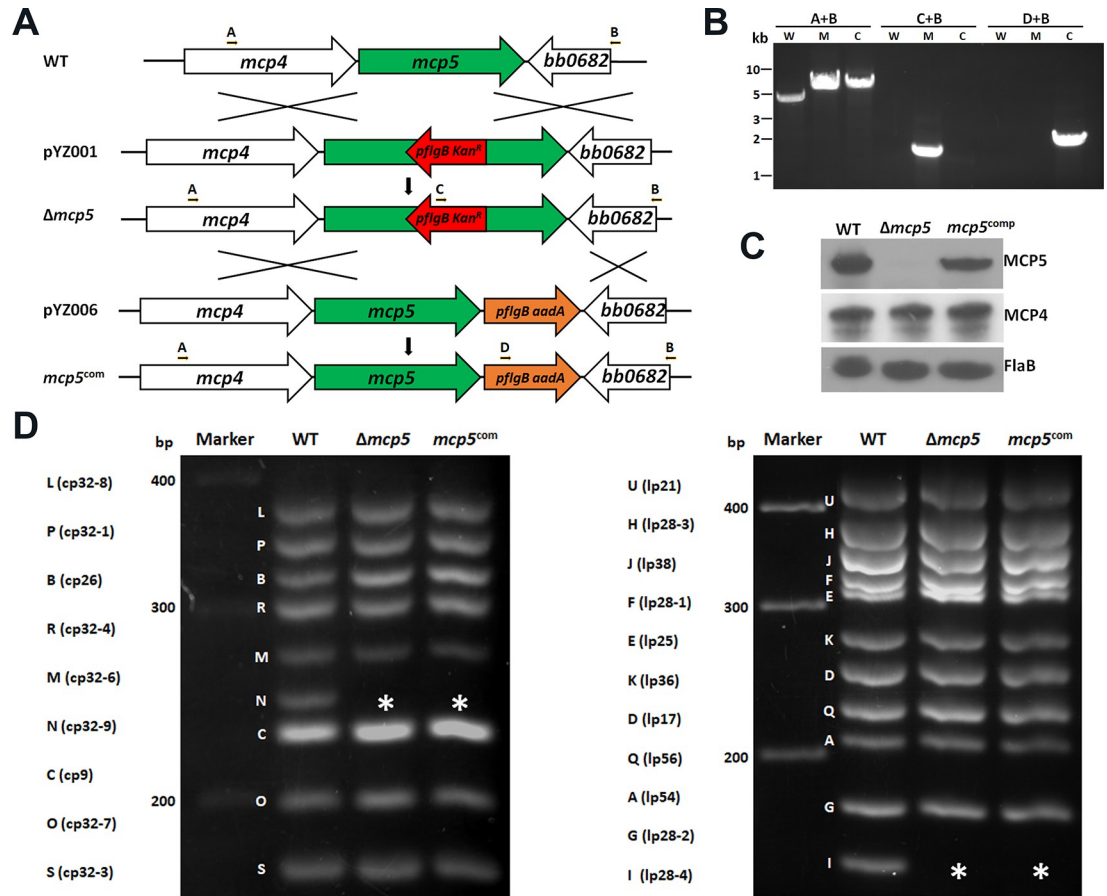 A
WT
A
B
mcp4
mcp5
bb0682
pYZ001
mcp4
pflgB Kanᴿ
bb0682
Δmcp5
A
C
B
mcp4
pflgB Kanᴿ
bb0682
pYZ006
mcp4
mcp5
pflgB aadA
bb0682
mcp5ᶜᵒᵐ
A
D
B
mcp4
mcp5
pflgB aadA
bb0682
B
A+B C+B D+B
kb W M C W M C W M C
10
5
3
2
1
C
WT Δmcp5 mcp5ᶜᵒᵐᵖ
MCP5
MCP4
FlaB
D
bp Marker WT Δmcp5 mcp5ᶜᵒᵐ
L (cp32-8)
P (cp32-1)
B (cp26)
R (cp32-4)
M (cp32-6)
N (cp32-9)
C (cp9)
O (cp32-7)
S (cp32-3)
400
300
200
L
P
B
R
M
N * *
C
O
S
bp Marker WT Δmcp5 mcp5ᶜᵒᵐ
U (lp21)
H (lp28-3)
J (lp38)
F (lp28-1)
E (lp25)
K (lp36)
D (lp17)
Q (lp56)
A (lp54)
G (lp28-2)
I (lp28-4)
400
300
200
U
H
J
F
E
K
D
Q
A
G
I * *